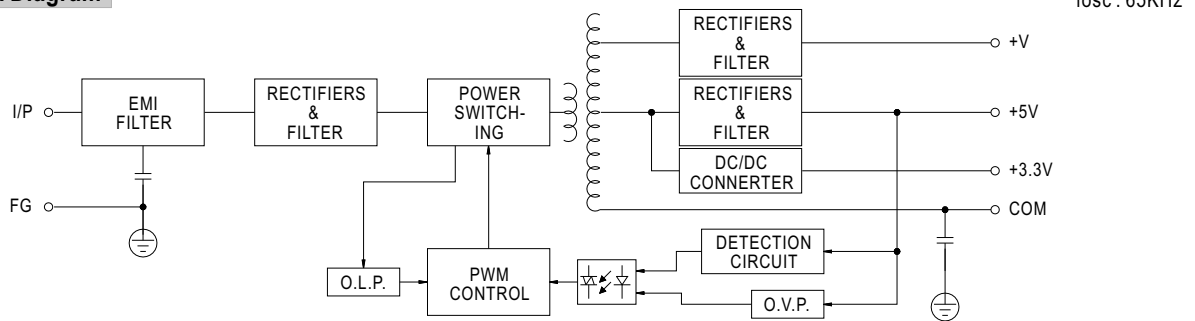 Diagram
fosc : 65KHz
RECTIFIERS
&
FILTER
+V
I/P
EMI
FILTER
RECTIFIERS
&
FILTER
POWER
SWITCH-
ING
RECTIFIERS
&
FILTER
+5V
DC/DC
CONNERTER
+3.3V
FG
COM
DETECTION
CIRCUIT
O.L.P.
PWM
CONTROL
O.V.P.